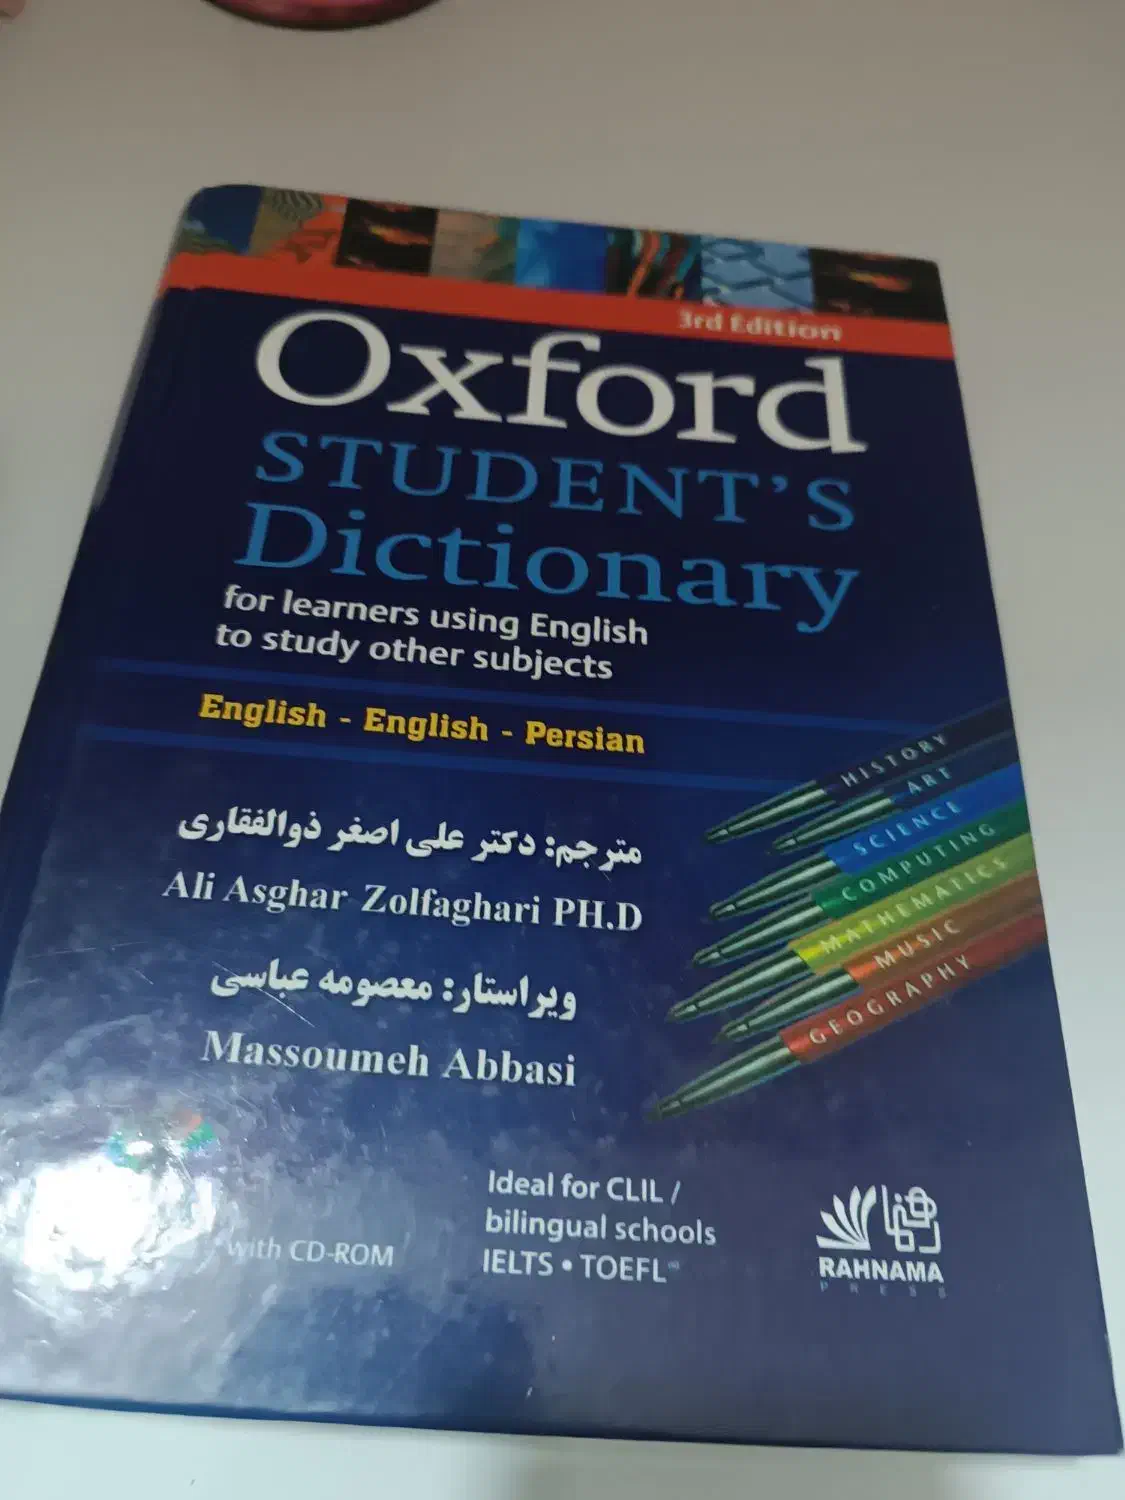 3rd Edition
Oxford
STUDENT'S
Dictionary
for learners using English
to study other subjects
English - English - Persian
مترجم: دکتر علی اصغر ذوالفقاری
Ali Asghar Zolfaghari PH.D
ویراستار: معصومه عباسی
Massoumeh Abbasi
HISTORY
ART
SCIENCE
COMPUTING
MATHEMATICS
MUSIC
GEOGRAPHY
with CD-ROM
Ideal for CLIL /
bilingual schools
IELTS • TOEFL
رهنما
RAHNAMA
PRESS